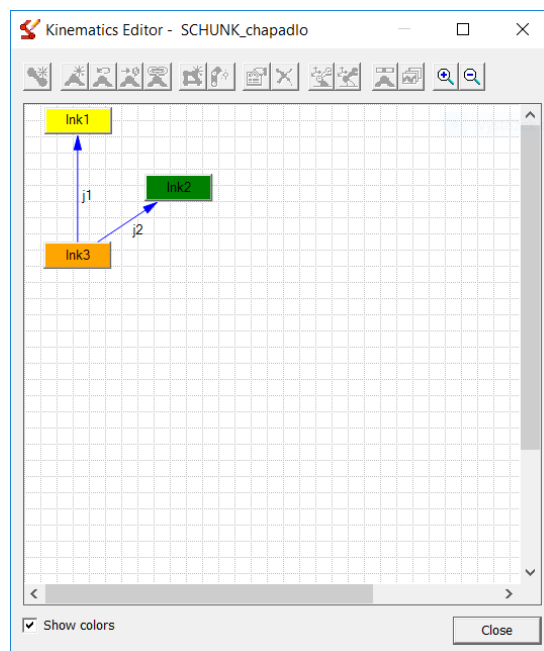 Kinematics Editor - SCHUNK_chapadlo
lnk1
j1
lnk2
j2
lnk3
Show colors
Close